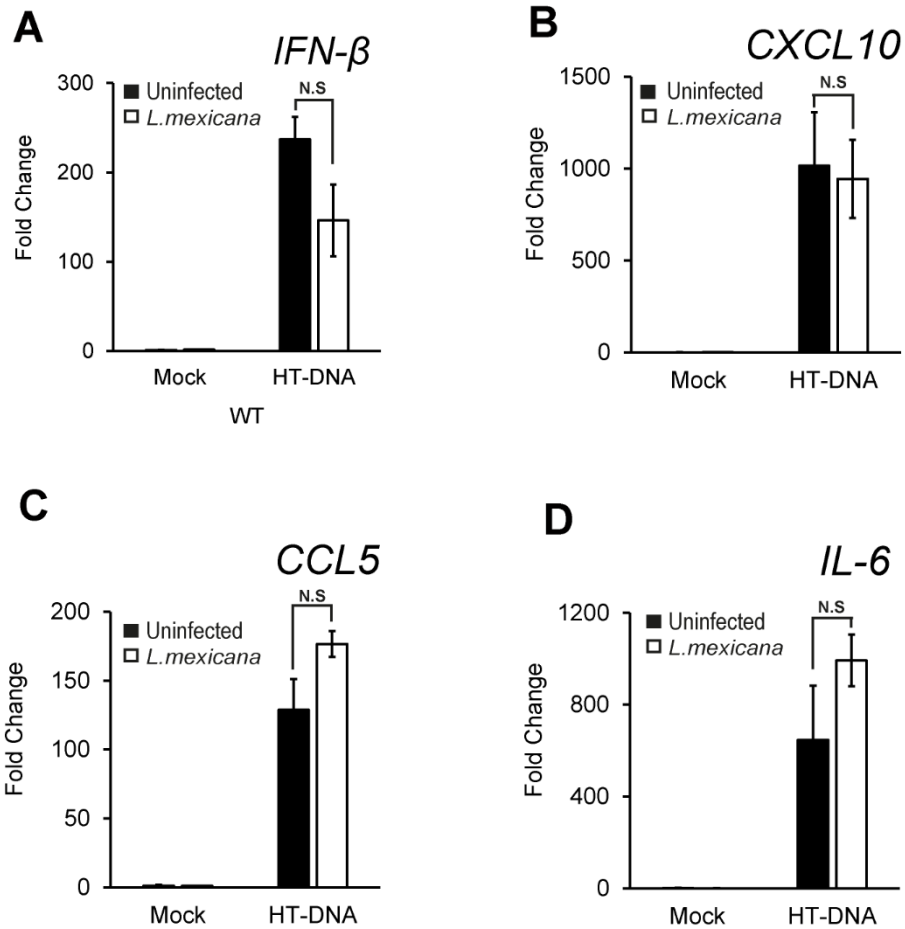 A
IFN-β
300
Uninfected
L.mexicana
N.S
200
100
0
Fold Change
Mock
HT-DNA
WT
B
CXCL10
1500
Uninfected
L.mexicana
N.S
1000
500
0
Fold Change
Mock
HT-DNA
C
CCL5
200
Uninfected
L.mexicana
N.S
150
100
50
0
Fold Change
Mock
HT-DNA
D
IL-6
1200
Uninfected
L.mexicana
N.S
800
400
0
Fold Change
Mock
HT-DNA